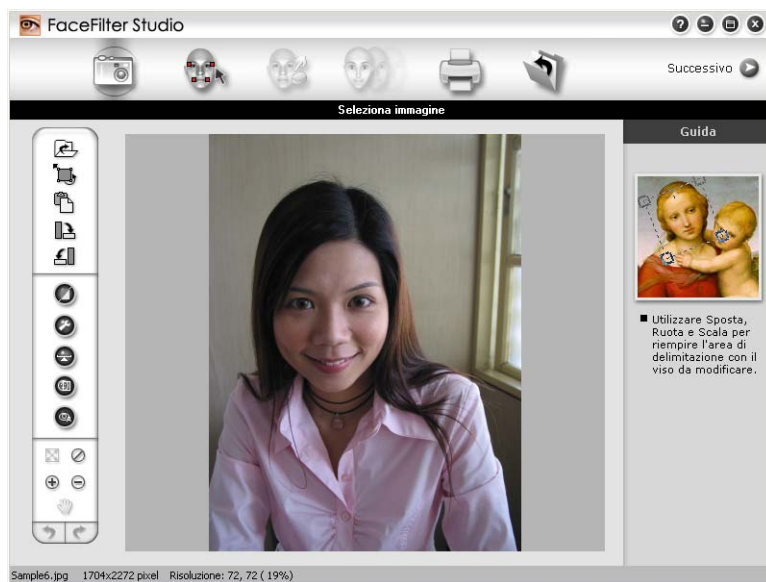 FaceFilter Studio
Successivo
Seleziona immagine
Guida
Utilizzare Sposta,
Ruota e Scala per
riempire l'area di
delimitazione con il
viso da modificare.
Sample6.jpg 1704x2272 pixel Risoluzione: 72, 72 ( 19%)